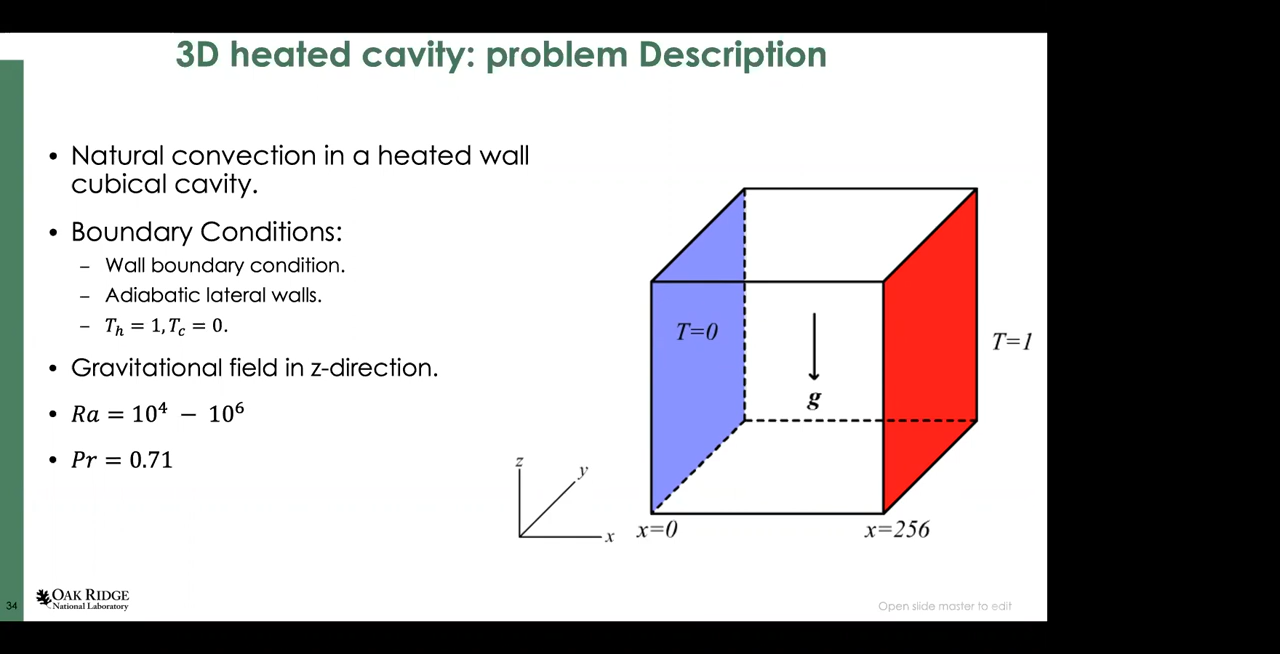 3D heated cavity: problem Description
• Natural convection in a heated wall
cubical cavity.
• Boundary Conditions:
– Wall boundary condition.
– Adiabatic lateral walls.
– Tₕ = 1, T꜀ = 0.
• Gravitational field in z-direction.
• Ra = 10⁴ – 10⁶
• Pr = 0.71
T=0
T=1
g
z
y
x
x=0
x=256
34
OAK RIDGE
National Laboratory
Open slide master to edit